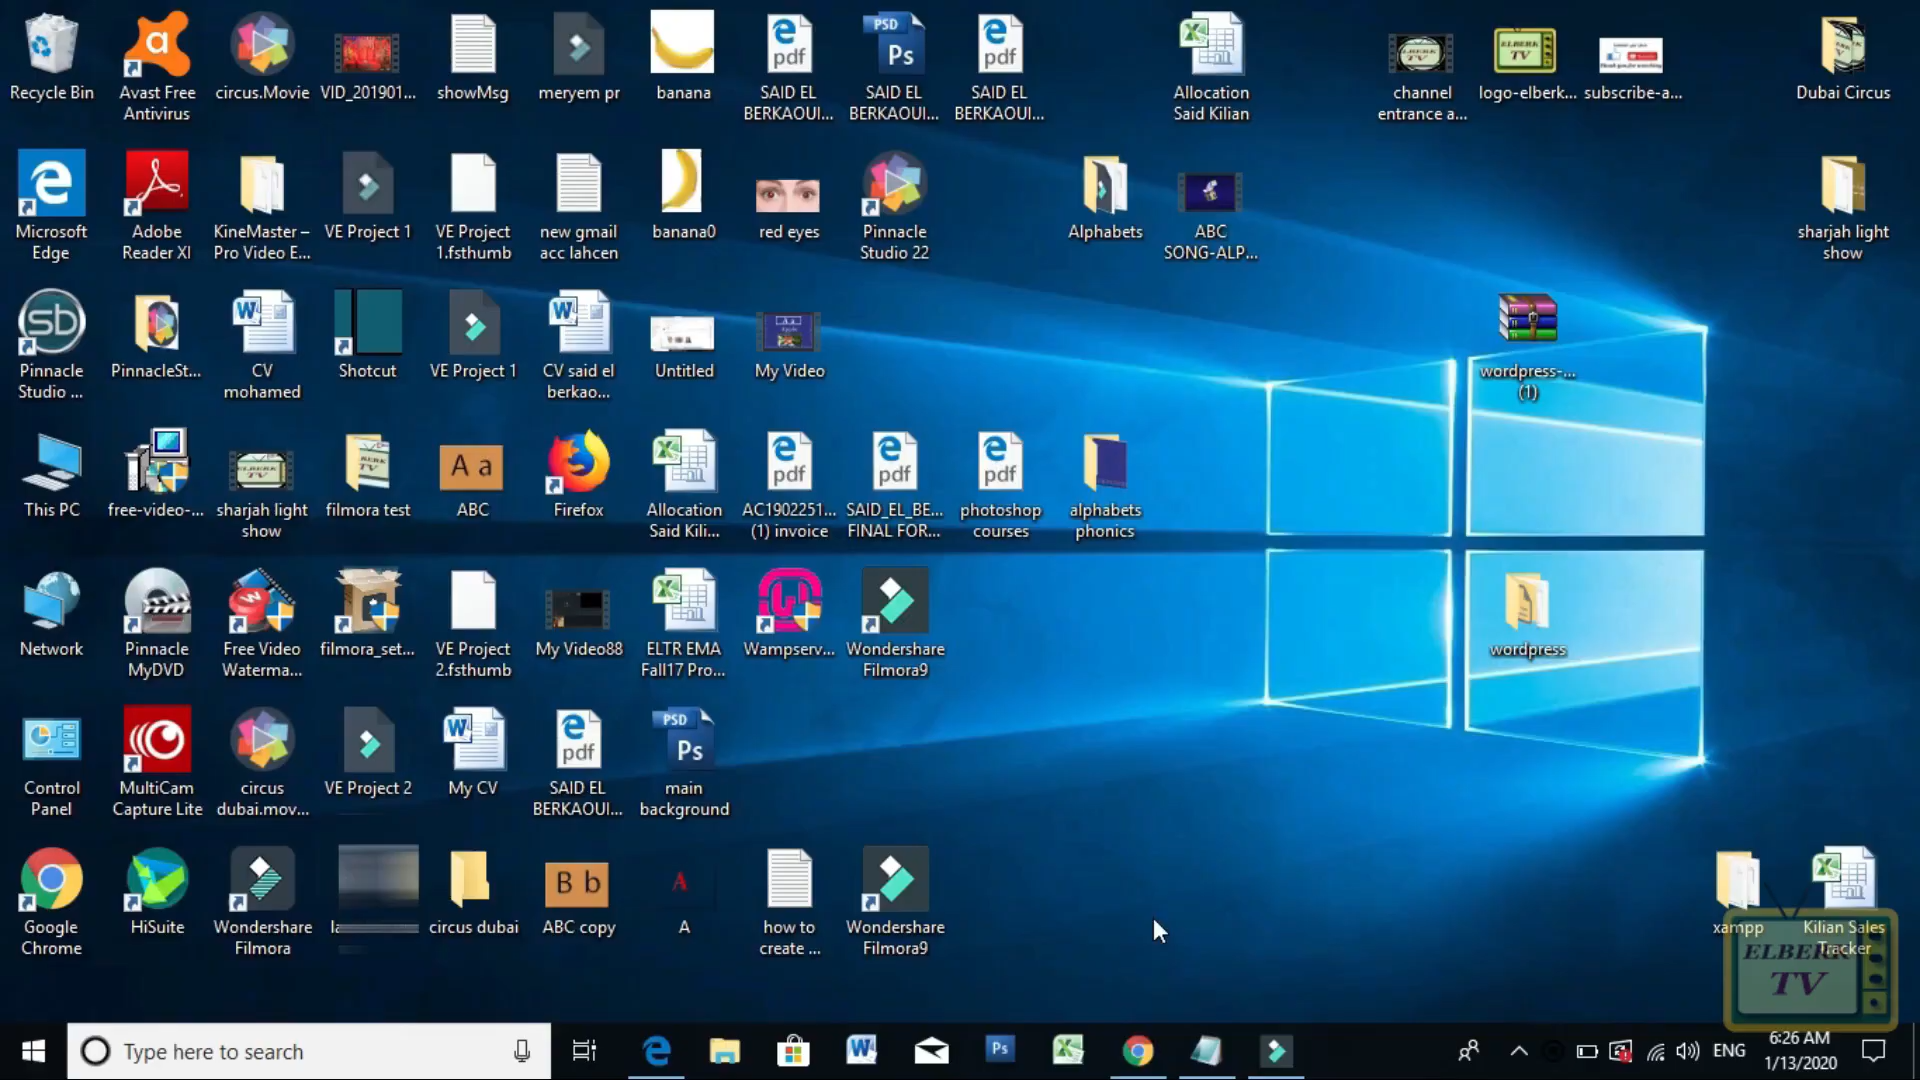 Recycle Bin
Avast Free
Antivirus
circus.Movie
VID_201901...
showMsg
meryem pr
banana
SAID EL
BERKAOUI...
SAID EL
BERKAOUI...
SAID EL
BERKAOUI...
Allocation
Said Kilian
channel
entrance a...
logo-elberk...
subscribe-a...
Dubai Circus
Microsoft
Edge
Adobe
Reader XI
KineMaster –
Pro Video E...
VE Project 1
VE Project
1.fsthumb
new gmail
acc lahcen
banana0
red eyes
Pinnacle
Studio 22
Alphabets
ABC
SONG-ALP...
sharjah light
show
Pinnacle
Studio ...
PinnacleSt...
CV
mohamed
Shotcut
VE Project 1
CV said el
berkao...
Untitled
My Video
wordpress-...
(1)
This PC
free-video-...
sharjah light
show
filmora test
A a
ABC
Firefox
Allocation
Said Kili...
AC1902251...
(1) invoice
SAID_EL_BE...
FINAL FOR...
photoshop
courses
alphabets
phonics
Network
Pinnacle
MyDVD
Free Video
Waterma...
filmora_set...
VE Project
2.fsthumb
My Video88
ELTR EMA
Fall17 Pro...
Wampserv...
Wondershare
Filmora9
wordpress
Control
Panel
MultiCam
Capture Lite
circus
dubai.mov...
VE Project 2
My CV
SAID EL
BERKAOUI...
main
background
Google
Chrome
HiSuite
Wondershare
Filmora
circus dubai
B b
ABC copy
A
A
how to
create ...
Wondershare
Filmora9
xampp
Kilian Sales
Tracker
ELBERK
TV
Type here to search
ENG
6:26 AM
1/13/2020